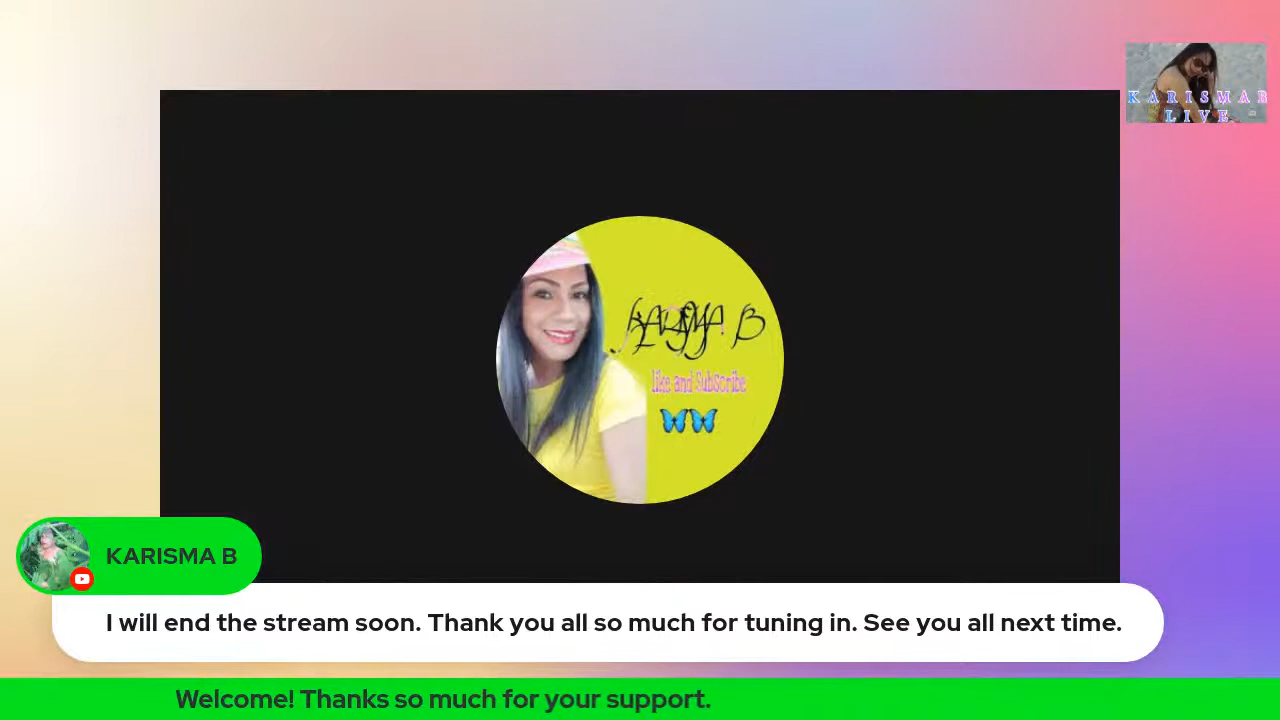 KARISMAB
LIVE
KARISMA B
like and Subscribe
KARISMA B
I will end the stream soon. Thank you all so much for tuning in. See you all next time.
Welcome! Thanks so much for your support.